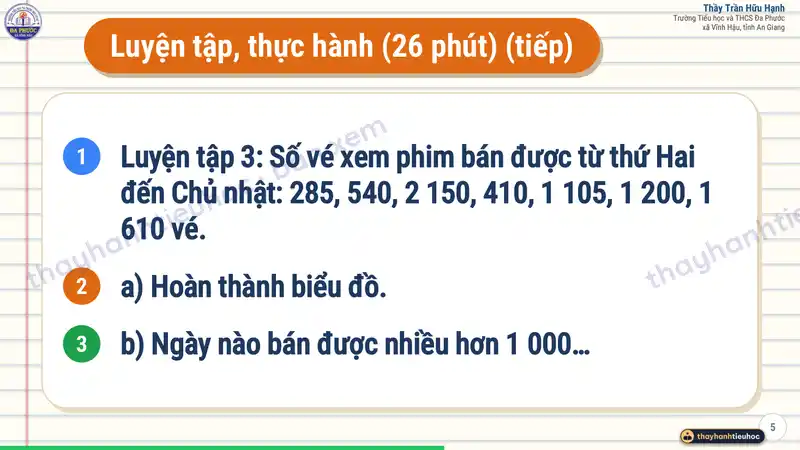 Thầy Trần Hữu Hạnh
Trường Tiểu học và THCS Đa Phước
xã Vĩnh Hậu, tỉnh An Giang
ĐA PHƯỚC
Luyện tập, thực hành (26 phút) (tiếp)
1
Luyện tập 3: Số vé xem phim bán được từ thứ Hai
đến Chủ nhật: 285, 540, 2 150, 410, 1 105, 1 200, 1
610 vé.
2
a) Hoàn thành biểu đồ.
3
b) Ngày nào bán được nhiều hơn 1 000...
5
thayhanhtieuhoc